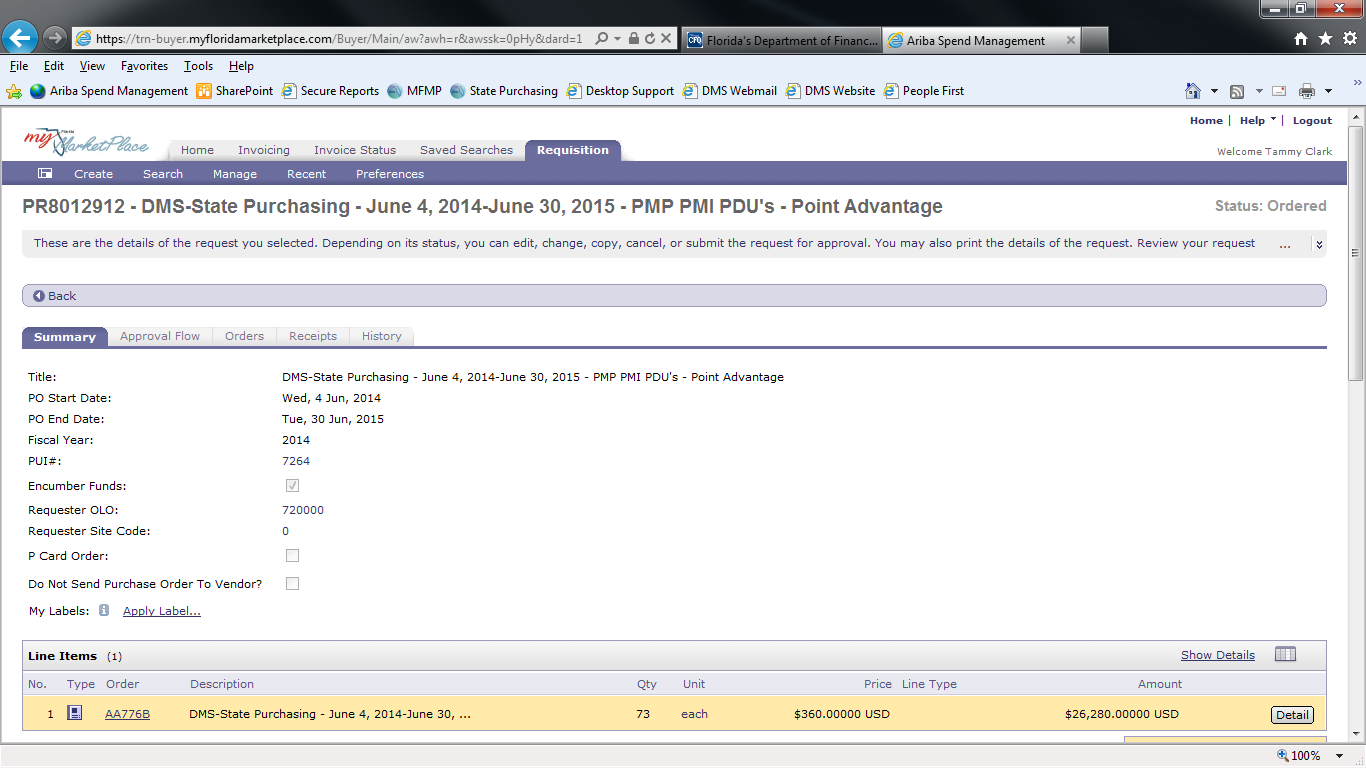 https://trn-buyer.myfloridamarketplace.com/Buyer/Main/aw?awh=r&awssk=0pHy&dard=1
CFO Florida's Department of Financ...
Ariba Spend Management
File Edit View Favorites Tools Help
Ariba Spend Management SharePoint Secure Reports MFMP State Purchasing Desktop Support DMS Webmail DMS Website People First
Home | Help | Logout
my Florida MarketPlace
Home Invoicing Invoice Status Saved Searches Requisition
Welcome Tammy Clark
Create Search Manage Recent Preferences
PR8012912 - DMS-State Purchasing - June 4, 2014-June 30, 2015 - PMP PMI PDU's - Point Advantage
Status: Ordered
These are the details of the request you selected. Depending on its status, you can edit, change, copy, cancel, or submit the request for approval. You may also print the details of the request. Review your request ...
Back
Summary Approval Flow Orders Receipts History
Title: DMS-State Purchasing - June 4, 2014-June 30, 2015 - PMP PMI PDU's - Point Advantage
PO Start Date: Wed, 4 Jun, 2014
PO End Date: Tue, 30 Jun, 2015
Fiscal Year: 2014
PUI#: 7264
Encumber Funds:
Requester OLO: 720000
Requester Site Code: 0
P Card Order:
Do Not Send Purchase Order To Vendor?
My Labels: Apply Label...
Line Items (1)
Show Details
No. Type Order Description Qty Unit Price Line Type Amount
1 AA776B DMS-State Purchasing - June 4, 2014-June 30, ... 73 each $360.00000 USD $26,280.00000 USD Detail
100%